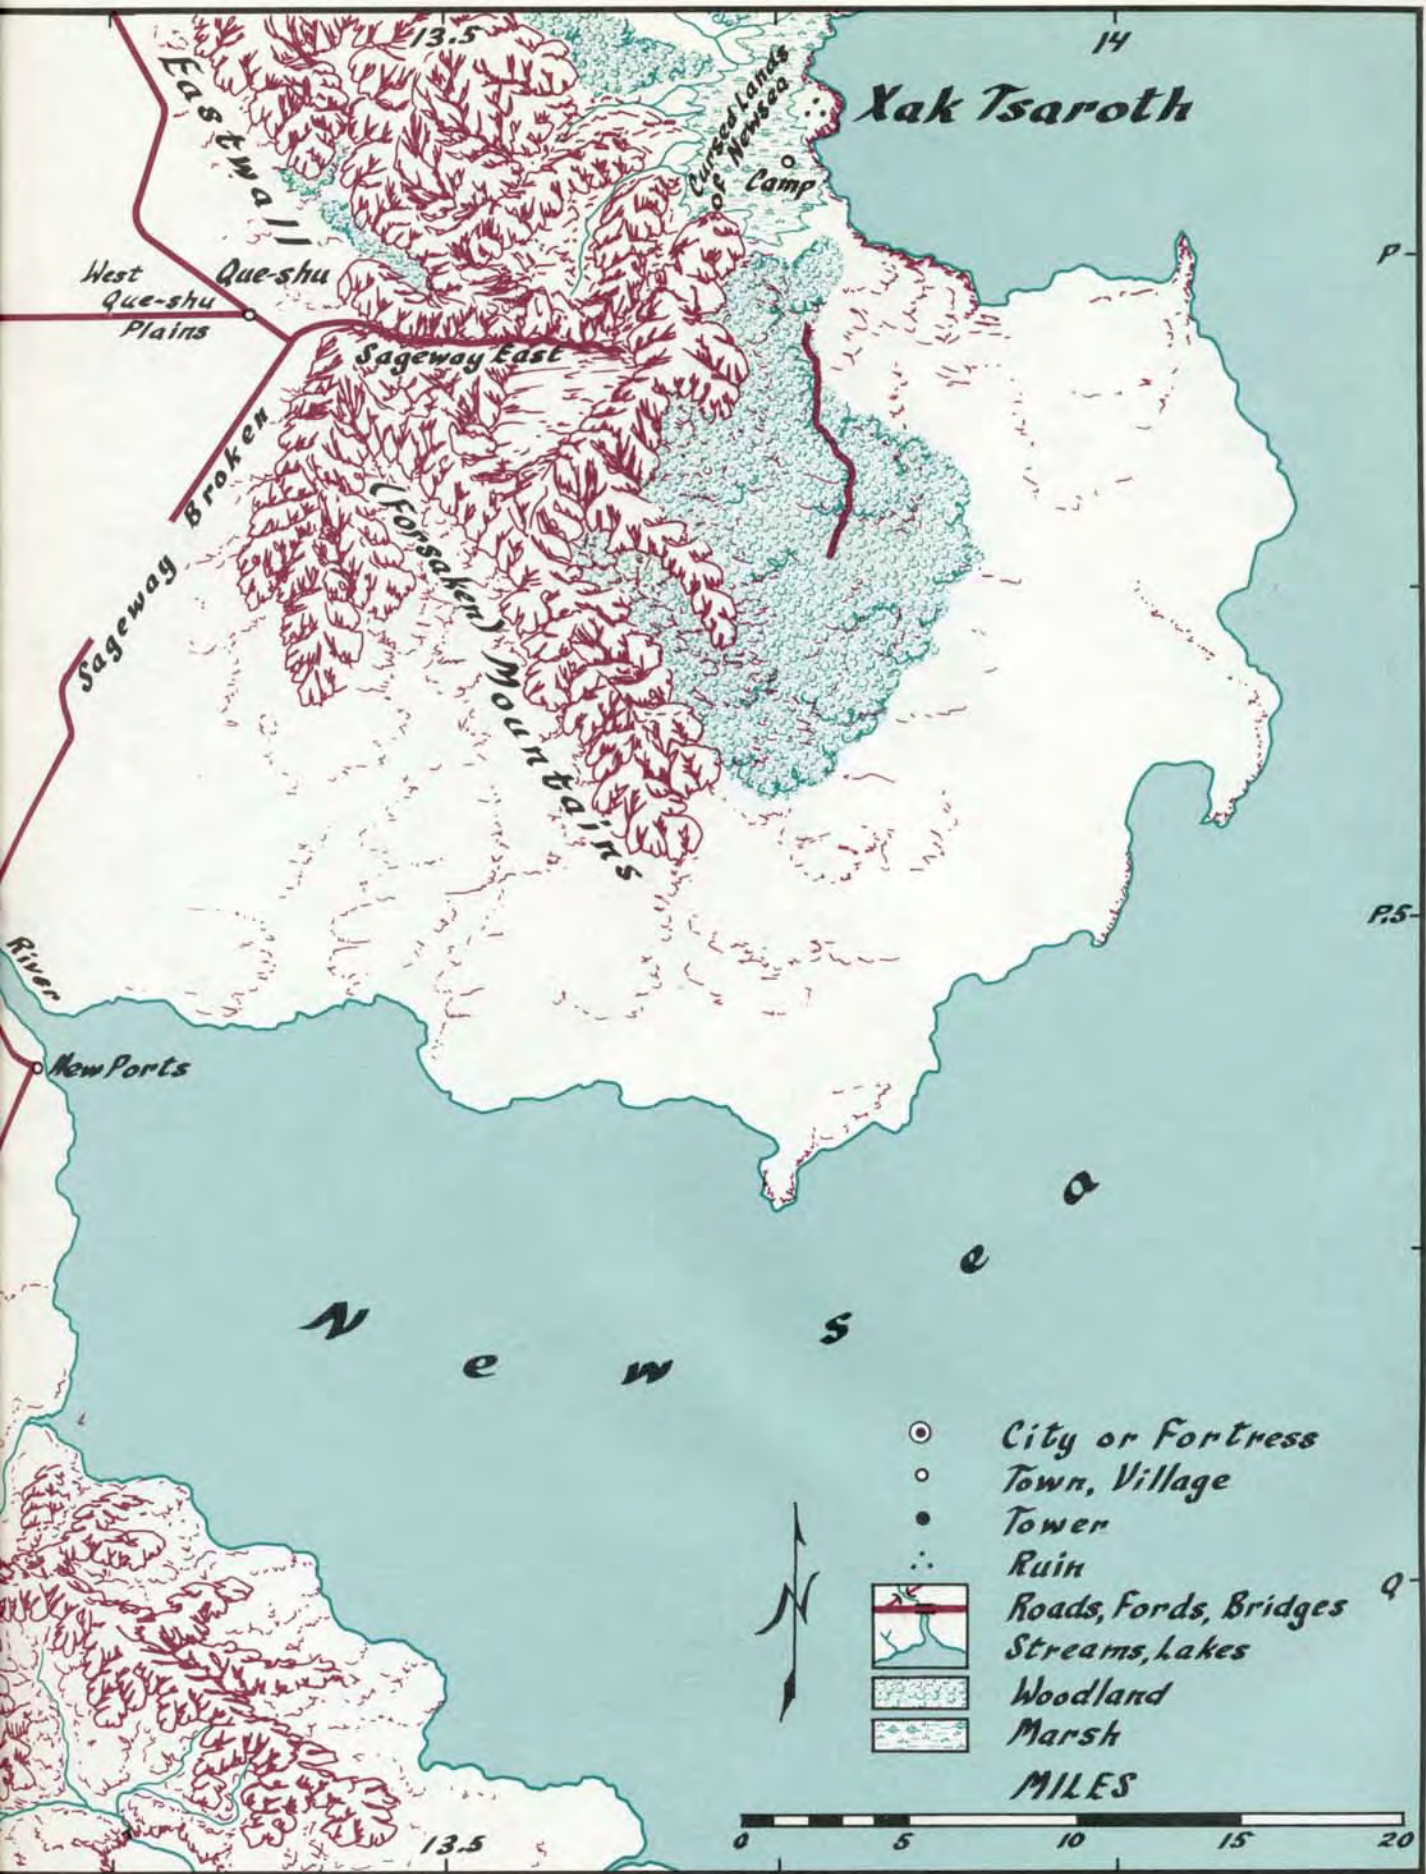 13.5
14
Eastwall
Cursed Lands
of Newsea
Xak Tsaroth
Camp
P
West
Que-shu
Plains
Que-shu
Sageway East
Sageway Broken
(Forsaken) Mountains
P.5
River
New Ports
Newsea
City or Fortress
Town, Village
Tower
Ruin
Q
Roads, Fords, Bridges
Streams, Lakes
Woodland
Marsh
N
MILES
0 5 10 15 20
13.5